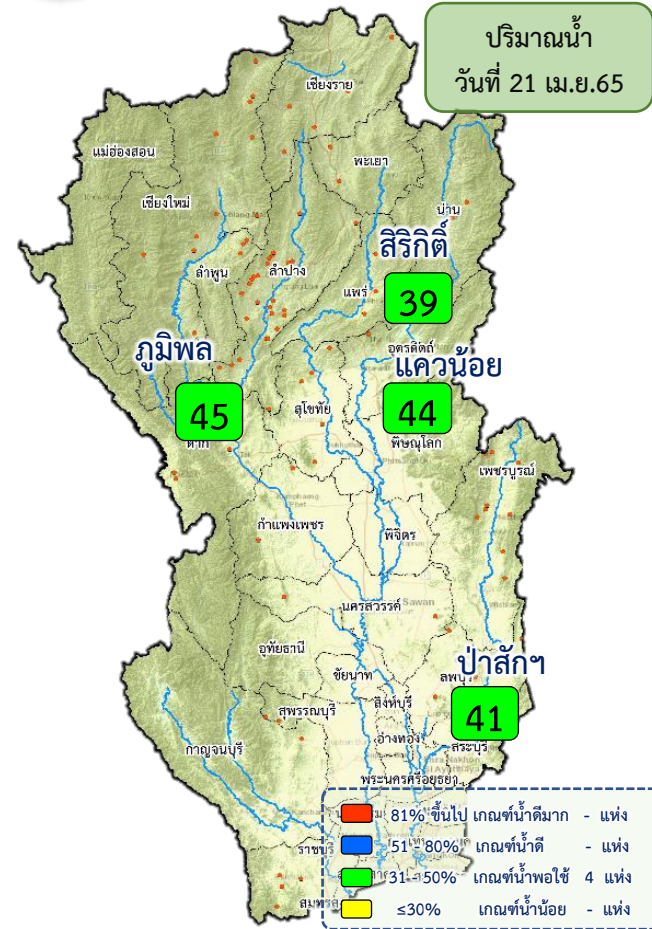 ปริมาณน้ำ
วันที่ 21 เม.ย.65
เชียงราย
แม่ฮ่องสอน
พะเยา
เชียงใหม่
น่าน
สิริกิติ์
ลำพูน
ลำปาง
แพร่
39
อุตรดิตถ์
ภูมิพล
แควน้อย
45
สุโขทัย
44
ตาก
พิษณุโลก
เพชรบูรณ์
กำแพงเพชร
พิจิตร
นครสวรรค์
อุทัยธานี
ป่าสักฯ
ชัยนาท
ลพบุรี
สิงห์บุรี
สุพรรณบุรี
41
อ่างทอง
สระบุรี
กาญจนบุรี
พระนครศรีอยุธยา
81% ขึ้นไป เกณฑ์น้ำดีมาก - แห่ง
51 - 80% เกณฑ์น้ำดี - แห่ง
ราชบุรี
31 - 50% เกณฑ์น้ำพอใช้ 4 แห่ง
≤30% เกณฑ์น้ำน้อย - แห่ง